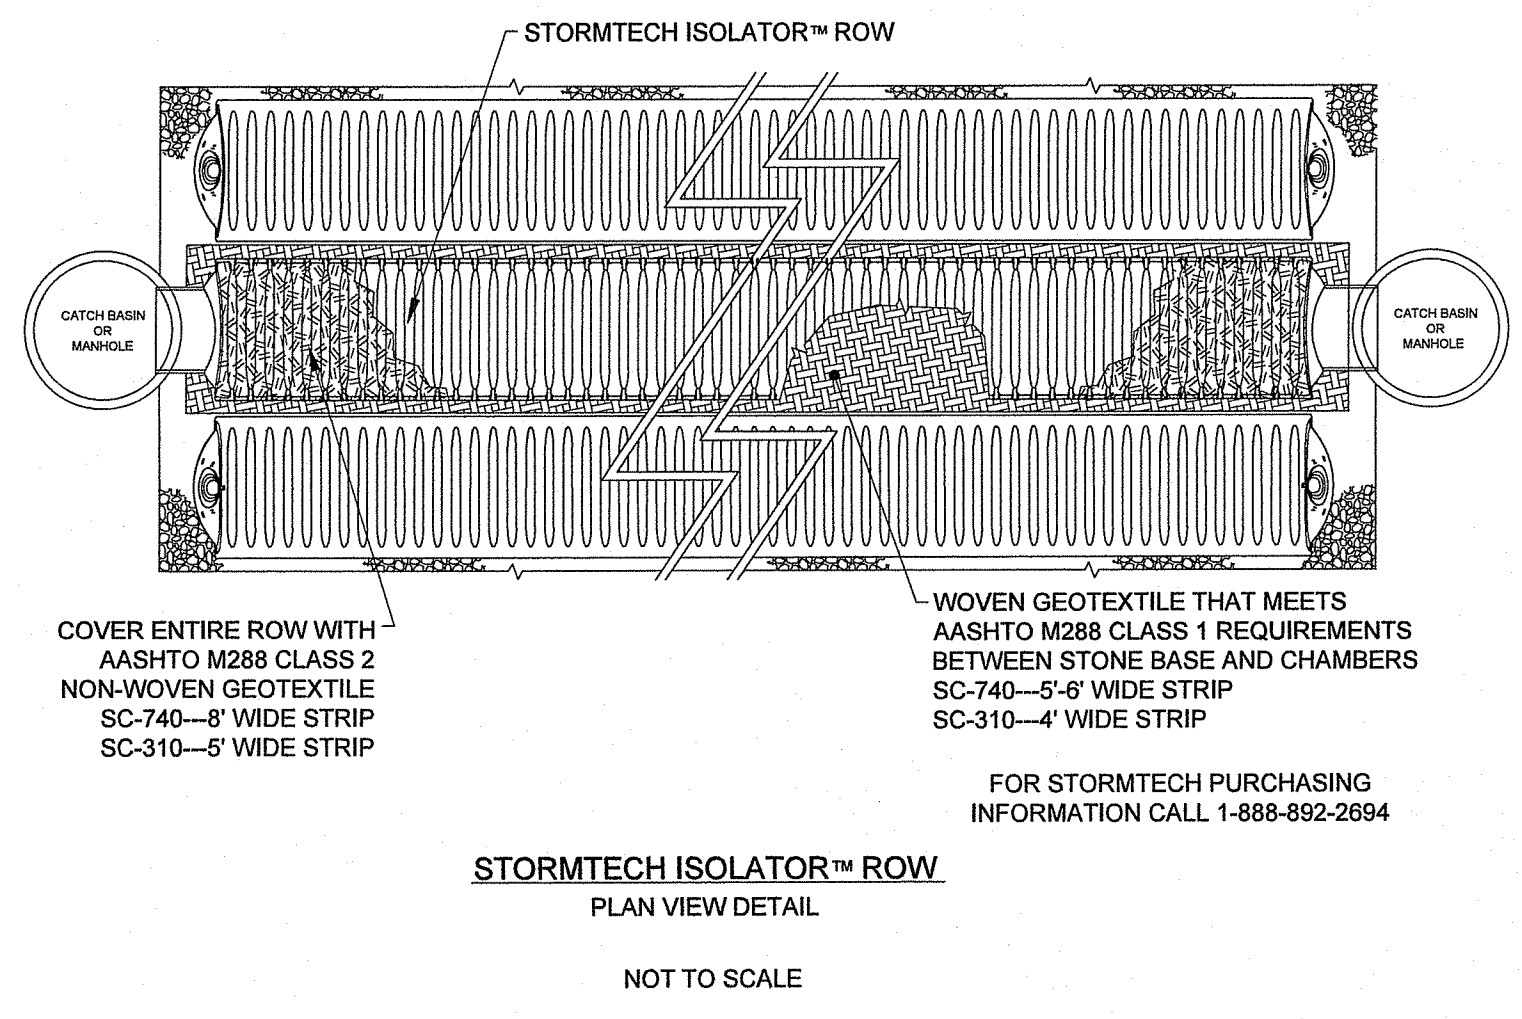 STORMTECH ISOLATOR™ ROW
CATCH BASIN
OR
MANHOLE
CATCH BASIN
OR
MANHOLE
COVER ENTIRE ROW WITH
AASHTO M288 CLASS 2
NON-WOVEN GEOTEXTILE
SC-740---8' WIDE STRIP
SC-310---5' WIDE STRIP
WOVEN GEOTEXTILE THAT MEETS
AASHTO M288 CLASS 1 REQUIREMENTS
BETWEEN STONE BASE AND CHAMBERS
SC-740---5'-6' WIDE STRIP
SC-310---4' WIDE STRIP
FOR STORMTECH PURCHASING
INFORMATION CALL 1-888-892-2694
STORMTECH ISOLATOR™ ROW
PLAN VIEW DETAIL
NOT TO SCALE